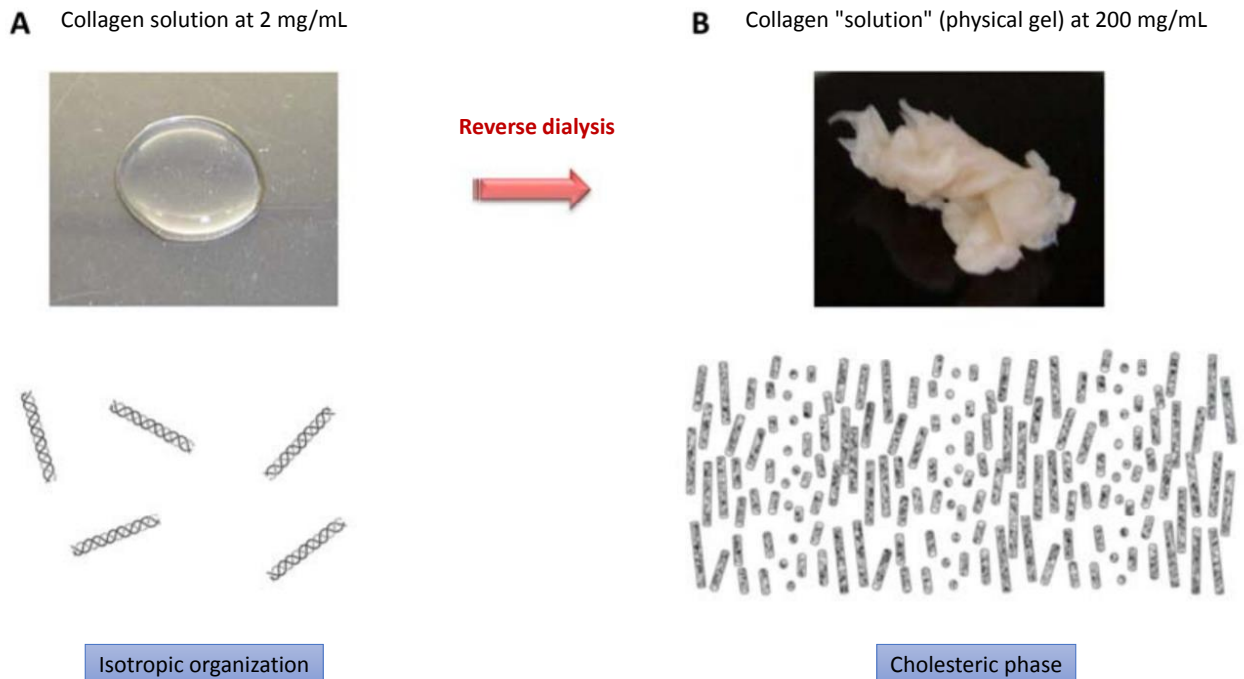 A Collagen solution at 2 mg/mL
B Collagen "solution" (physical gel) at 200 mg/mL
Reverse dialysis
Isotropic organization
Cholesteric phase